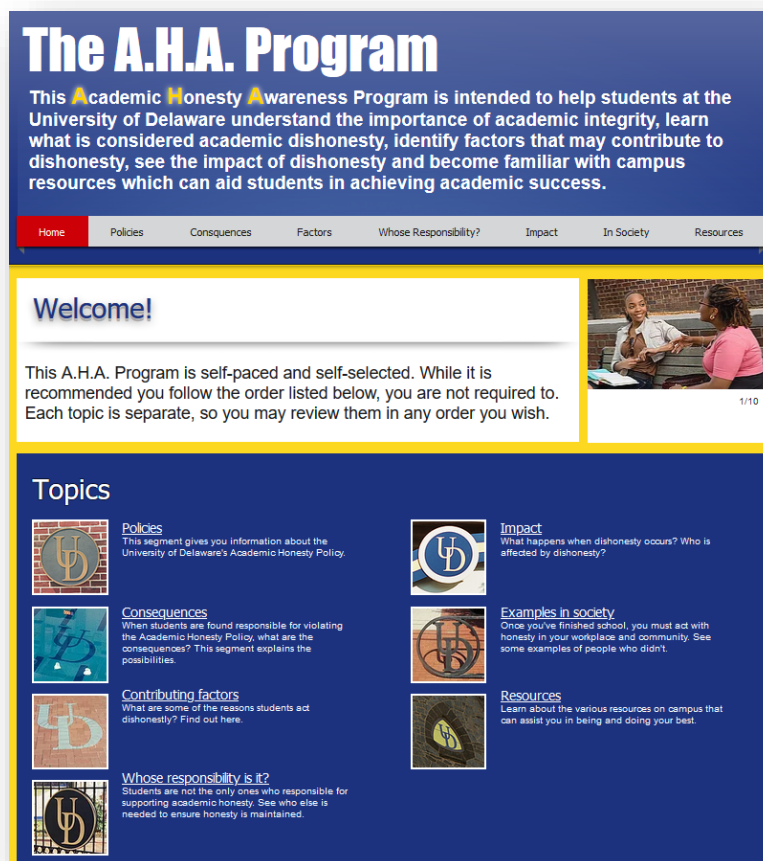 The A.H.A. Program
This Academic Honesty Awareness Program is intended to help students at the
University of Delaware understand the importance of academic integrity, learn
what is considered academic dishonesty, identify factors that may contribute to
dishonesty, see the impact of dishonesty and become familiar with campus
resources which can aid students in achieving academic success.
Home Policies Consquences Factors Whose Responsibility? Impact In Society Resources
Welcome!
This A.H.A. Program is self-paced and self-selected. While it is
recommended you follow the order listed below, you are not required to.
Each topic is separate, so you may review them in any order you wish.
1/10
Topics
UD
Policies
This segment gives you information about the
University of Delaware's Academic Honesty Policy.
UD
Consequences
When students are found responsible for violating
the Academic Honesty Policy, what are the
consequences? This segment explains the
possibilities.
UD
Contributing factors
What are some of the reasons students act
dishonestly? Find out here.
UD
Whose responsibility is it?
Students are not the only ones who responsible for
supporting academic honesty. See who else is
needed to ensure honesty is maintained.
UD
Impact
What happens when dishonesty occurs? Who is
affected by dishonesty?
UD
Examples in society
Once you've finished school, you must act with
honesty in your workplace and community. See
some examples of people who didn't.
UD
Resources
Learn about the various resources on campus that
can assist you in being and doing your best.